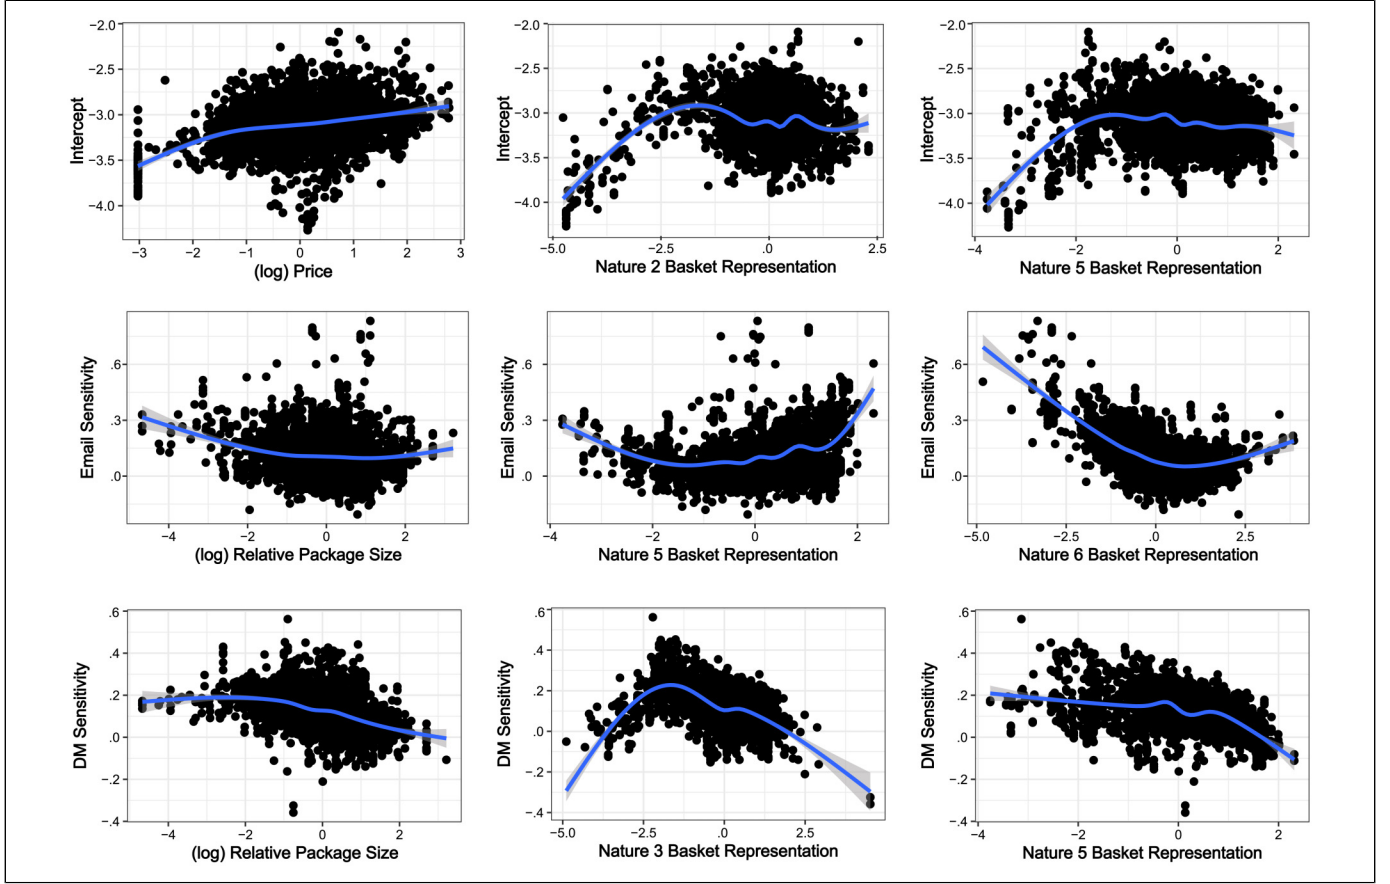 Intercept
−2.0
−2.5
−3.0
−3.5
−4.0
−3 −2 −1 0 1 2 3
(log) Price
Intercept
−2.0
−2.5
−3.0
−3.5
−4.0
−5.0 −2.5 .0 2.5
Nature 2 Basket Representation
Intercept
−2.0
−2.5
−3.0
−3.5
−4.0
−4 −2 0 2
Nature 5 Basket Representation
Email Sensitivity
.6
.3
.0
−4 −2 0 2
(log) Relative Package Size
Email Sensitivity
.6
.3
.0
−4 −2 0 2
Nature 5 Basket Representation
Email Sensitivity
.6
.3
.0
−5.0 −2.5 .0 2.5
Nature 6 Basket Representation
DM Sensitivity
.6
.4
.2
.0
−.2
−.4
−4 −2 0 2
(log) Relative Package Size
DM Sensitivity
.6
.4
.2
.0
−.2
−.4
−5.0 −2.5 .0 2.5
Nature 3 Basket Representation
DM Sensitivity
.6
.4
.2
.0
−.2
−.4
−4 −2 0 2
Nature 5 Basket Representation